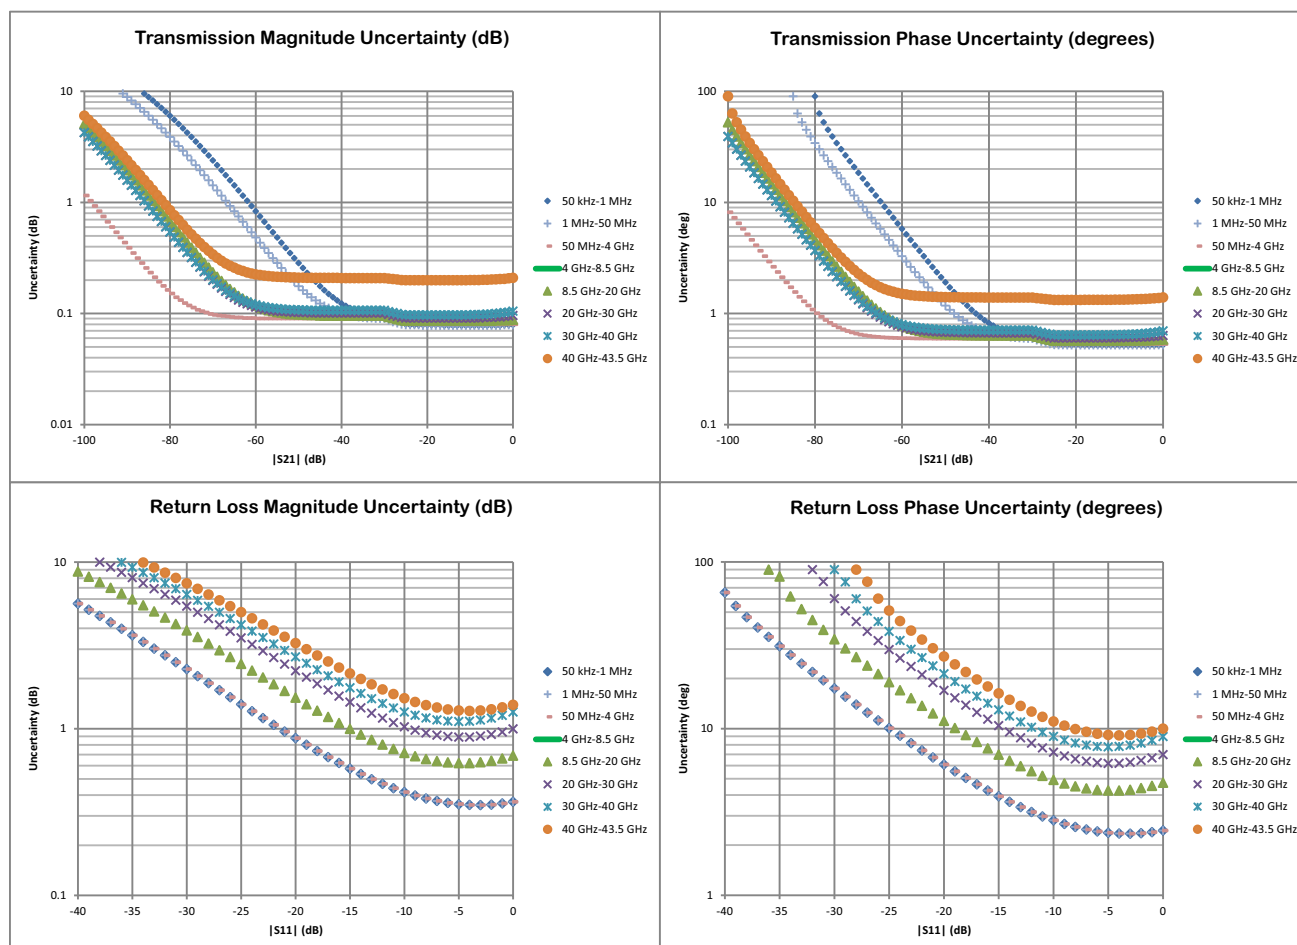 Transmission Magnitude Uncertainty (dB)
10
1
0.1
0.01
Uncertainty (dB)
-100 -80 -60 -40 -20 0
|S21| (dB)
50 kHz-1 MHz
1 MHz-50 MHz
50 MHz-4 GHz
4 GHz-8.5 GHz
8.5 GHz-20 GHz
20 GHz-30 GHz
30 GHz-40 GHz
40 GHz-43.5 GHz
Transmission Phase Uncertainty (degrees)
100
10
1
0.1
Uncertainty (deg)
-100 -80 -60 -40 -20 0
|S21| (dB)
50 kHz-1 MHz
1 MHz-50 MHz
50 MHz-4 GHz
4 GHz-8.5 GHz
8.5 GHz-20 GHz
20 GHz-30 GHz
30 GHz-40 GHz
40 GHz-43.5 GHz
Return Loss Magnitude Uncertainty (dB)
10
1
0.1
Uncertainty (dB)
-40 -35 -30 -25 -20 -15 -10 -5 0
|S11| (dB)
50 kHz-1 MHz
1 MHz-50 MHz
50 MHz-4 GHz
4 GHz-8.5 GHz
8.5 GHz-20 GHz
20 GHz-30 GHz
30 GHz-40 GHz
40 GHz-43.5 GHz
Return Loss Phase Uncertainty (degrees)
100
10
1
Uncertainty (deg)
-40 -35 -30 -25 -20 -15 -10 -5 0
|S11| (dB)
50 kHz-1 MHz
1 MHz-50 MHz
50 MHz-4 GHz
4 GHz-8.5 GHz
8.5 GHz-20 GHz
20 GHz-30 GHz
30 GHz-40 GHz
40 GHz-43.5 GHz